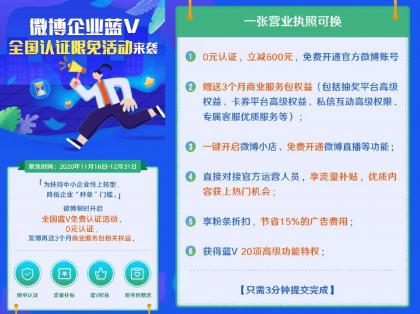 微博企业蓝V
全国认证限免活动来袭
限免时间：2020年11月16日-12月31日
「为扶持中小企业线上转型，
降低企业“种草”门槛。」
微博限时开启
全国蓝V免费认证活动，
0元认证，
发博再送3个月商业服务包相关权益，
限免认证
流量补贴
蓝V权益
服务包赠送
一张营业执照可换
1 0元认证，立减600元，免费开通官方微博账号
2 赠送3个月商业服务包权益（包括抽奖平台高级
权益、卡券平台高级权益、私信互动高级权限、
专属客服优质服务等）；
3 一键开启微博小店、免费开通微博直播等功能；
4 直接对接官方运营人员，享流量补贴，优质内
容获上热门机会；
5 享粉条折扣，节省15%的广告费用；
6 获得蓝V 20项高级功能特权；
【只需3分钟提交完成】